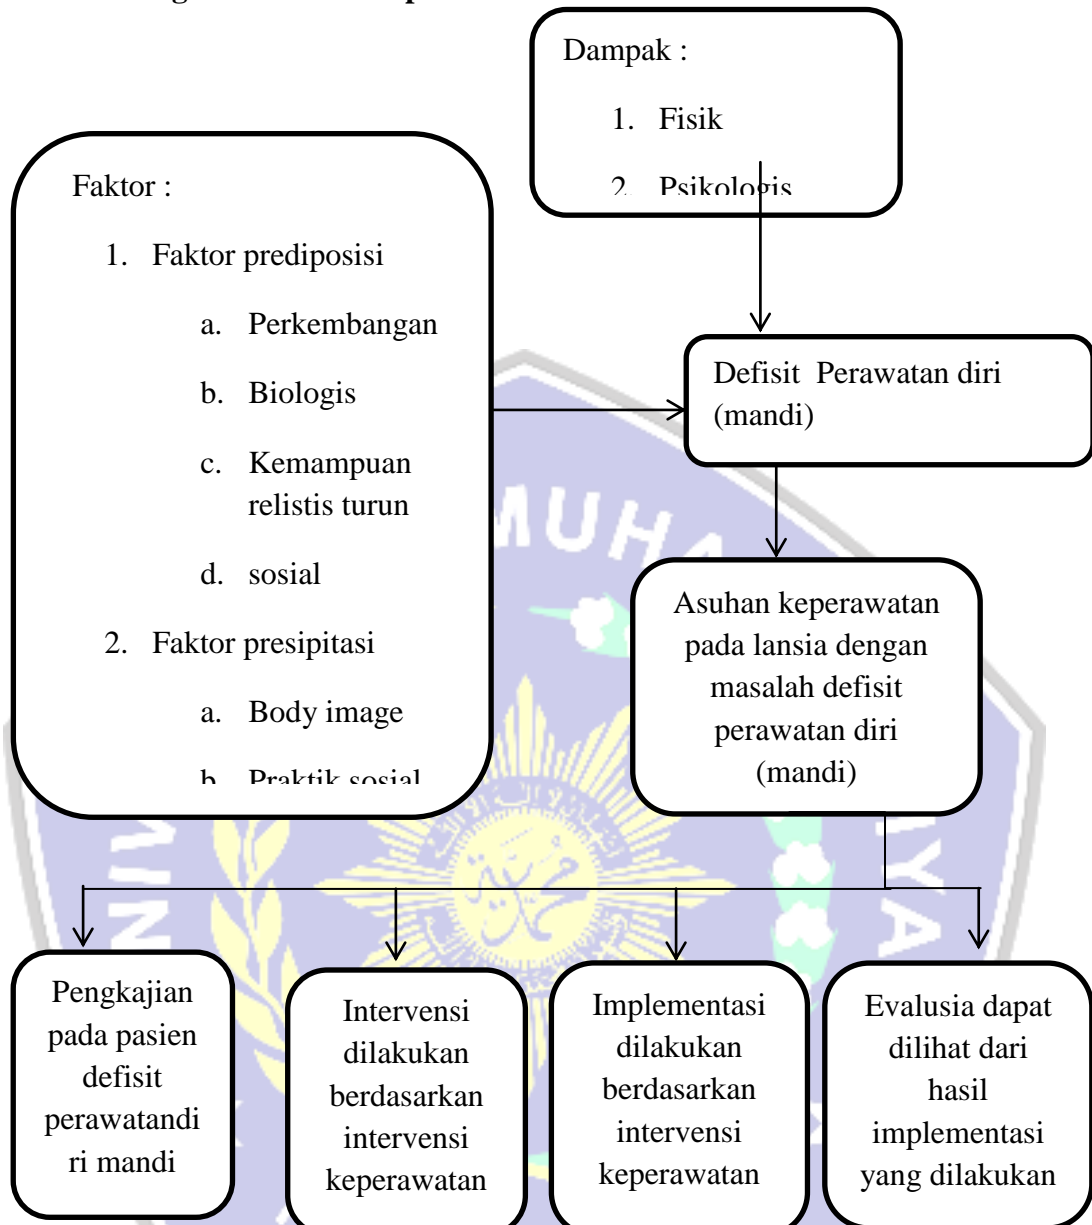 Dampak :
1. Fisik
2. Psikologis
Faktor :
1. Faktor prediposisi
a. Perkembangan
b. Biologis
c. Kemampuan
relistis turun
d. sosial
2. Faktor presipitasi
a. Body image
b. Praktik sosial
Defisit Perawatan diri
(mandi)
Asuhan keperawatan
pada lansia dengan
masalah defisit
perawatan diri
(mandi)
Pengkajian
pada pasien
defisit
perawatandi
ri mandi
Intervensi
dilakukan
berdasarkan
intervensi
keperawatan
Implementasi
dilakukan
berdasarkan
intervensi
keperawatan
Evalusia dapat
dilihat dari
hasil
implementasi
yang dilakukan